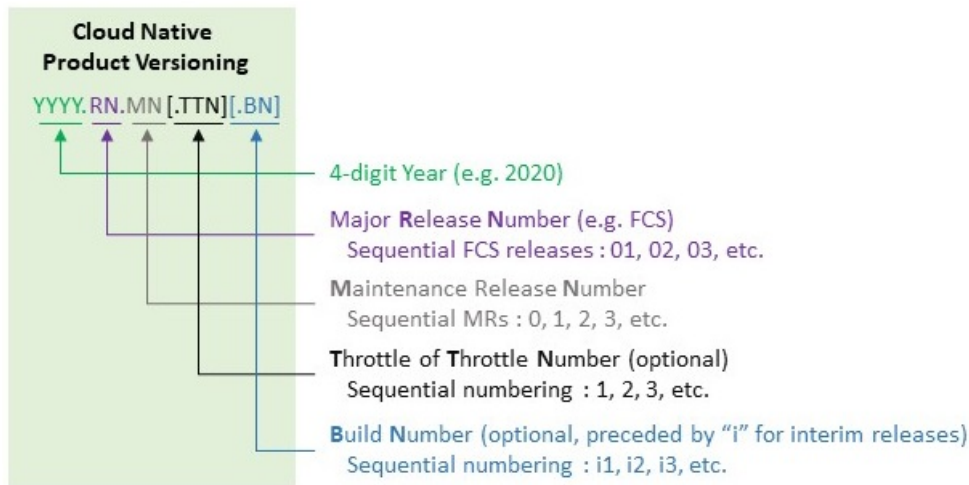 Cloud Native
Product Versioning
YYYY.RN.MN[.TTN][.BN]
4-digit Year (e.g. 2020)
Major Release Number (e.g. FCS)
Sequential FCS releases : 01, 02, 03, etc.
Maintenance Release Number
Sequential MRs : 0, 1, 2, 3, etc.
Throttle of Throttle Number (optional)
Sequential numbering : 1, 2, 3, etc.
Build Number (optional, preceded by “i” for interim releases)
Sequential numbering : i1, i2, i3, etc.